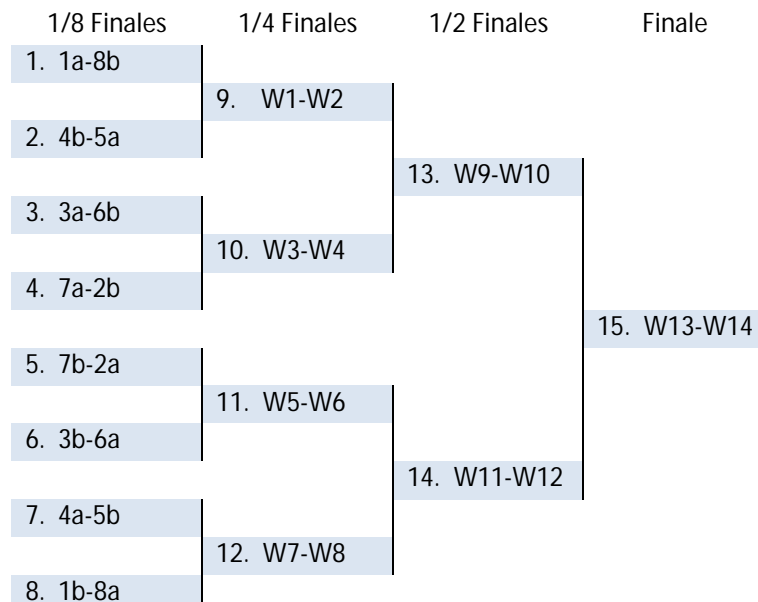 1/8 Finales 1/4 Finales 1/2 Finales Finale
1. 1a-8b
9. W1-W2
2. 4b-5a
13. W9-W10
3. 3a-6b
10. W3-W4
4. 7a-2b
15. W13-W14
5. 7b-2a
11. W5-W6
6. 3b-6a
14. W11-W12
7. 4a-5b
12. W7-W8
8. 1b-8a